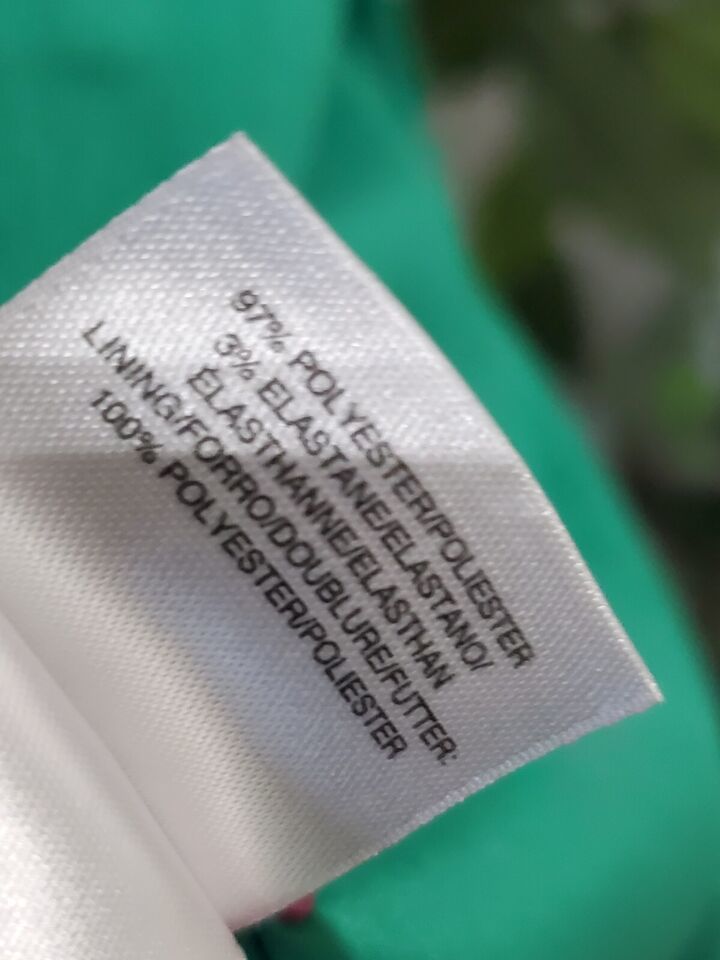 97% POLYESTER/POLIESTER
3% ELASTANE/ELASTANO/
ÉLASTHANNE/ELASTHAN
LINING/FORRO/DOUBLURE/FUTTER:
100% POLYESTER/POLIESTER